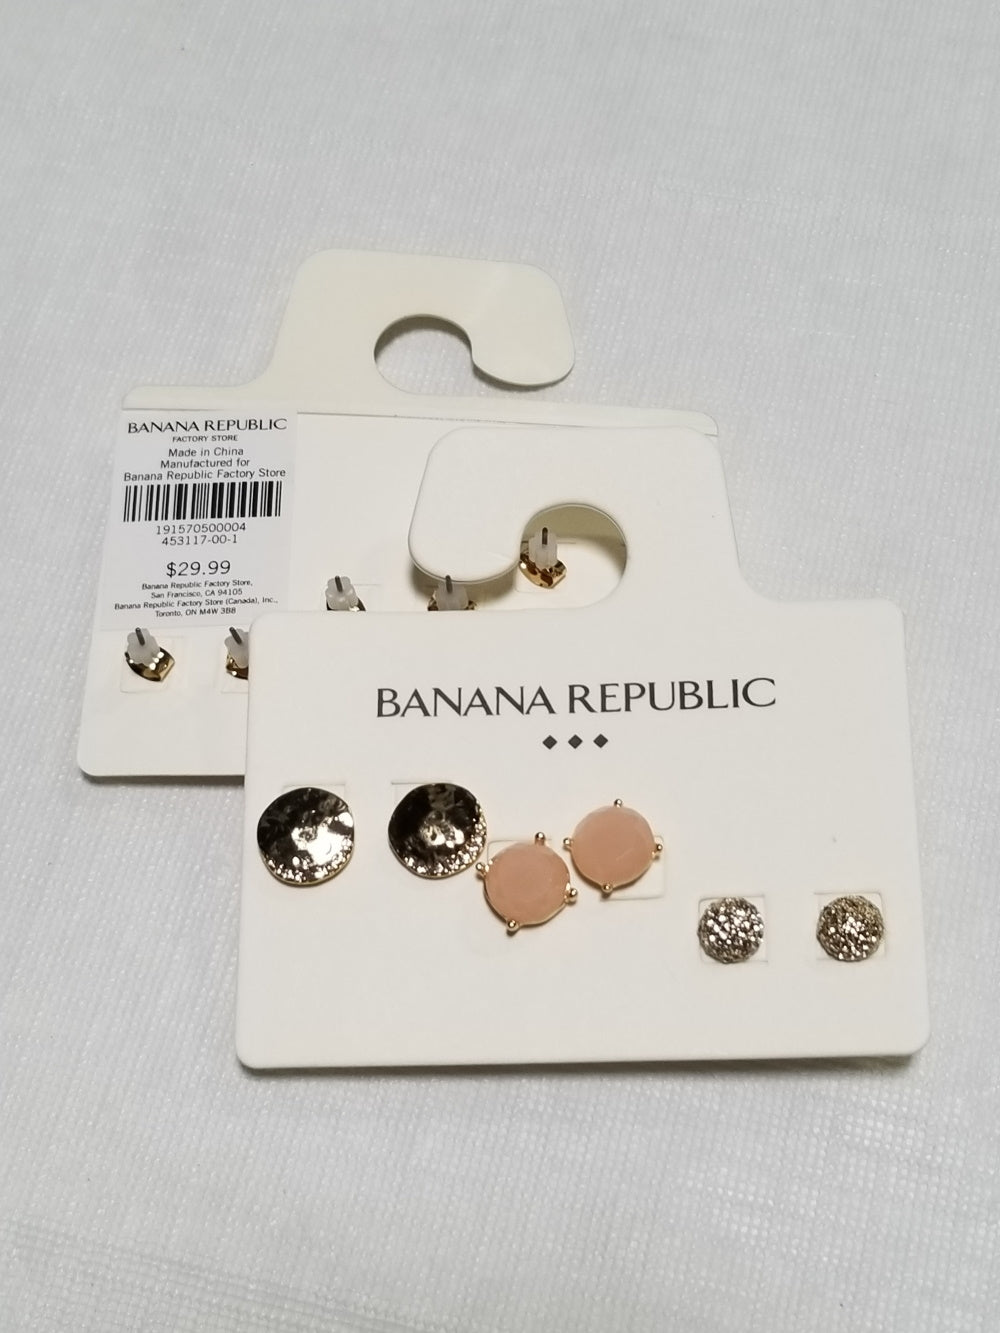 BANANA REPUBLIC
FACTORY STORE
Made in China
Manufactured for
Banana Republic Factory Store
191570500004
453117-00-1
$29.99
Banana Republic Factory Store,
San Francisco, CA 94105
Banana Republic Factory Store (Canada), Inc.,
Toronto, ON M4W 3B8
BANANA REPUBLIC